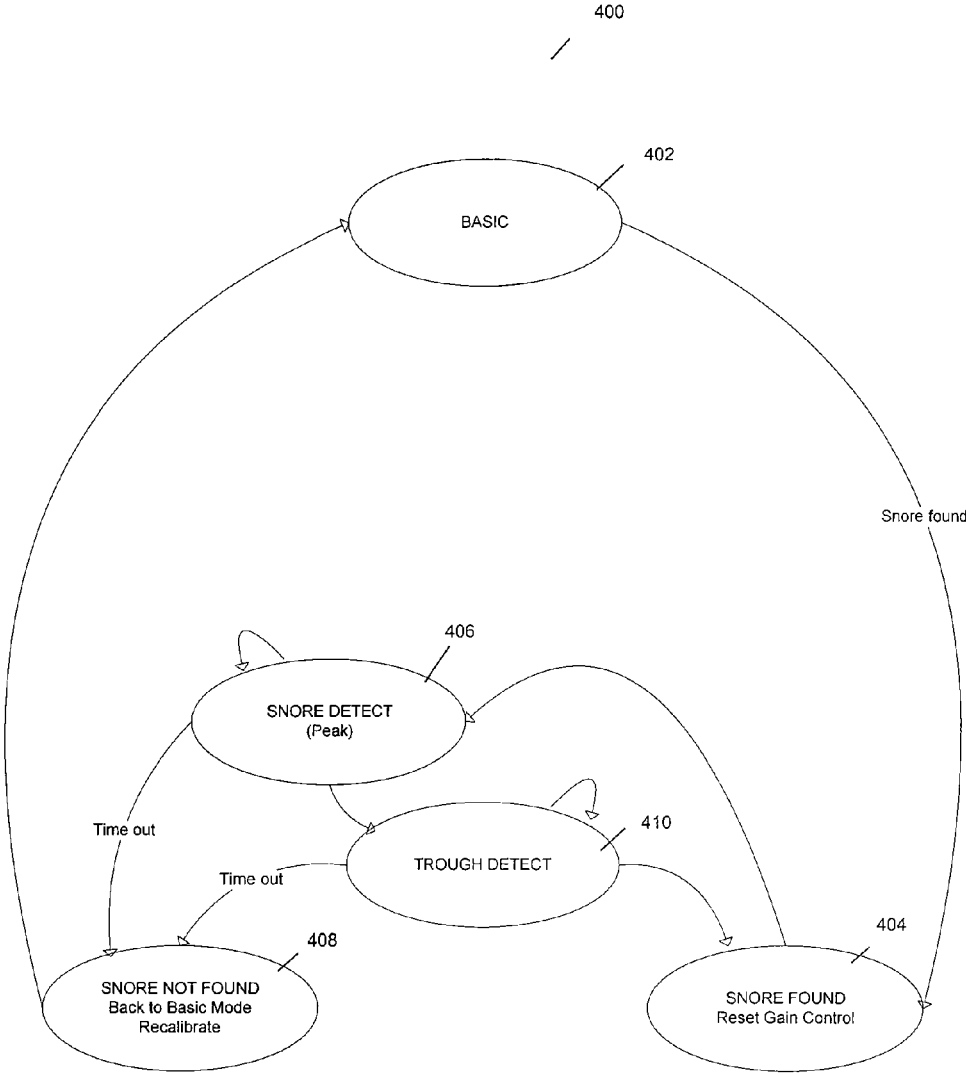 400
402
BASIC
Snore found
406
SNORE DETECT
(Peak)
410
Time out
TROUGH DETECT
Time out
408
404
SNORE NOT FOUND
Back to Basic Mode
Recalibrate
SNORE FOUND
Reset Gain Control